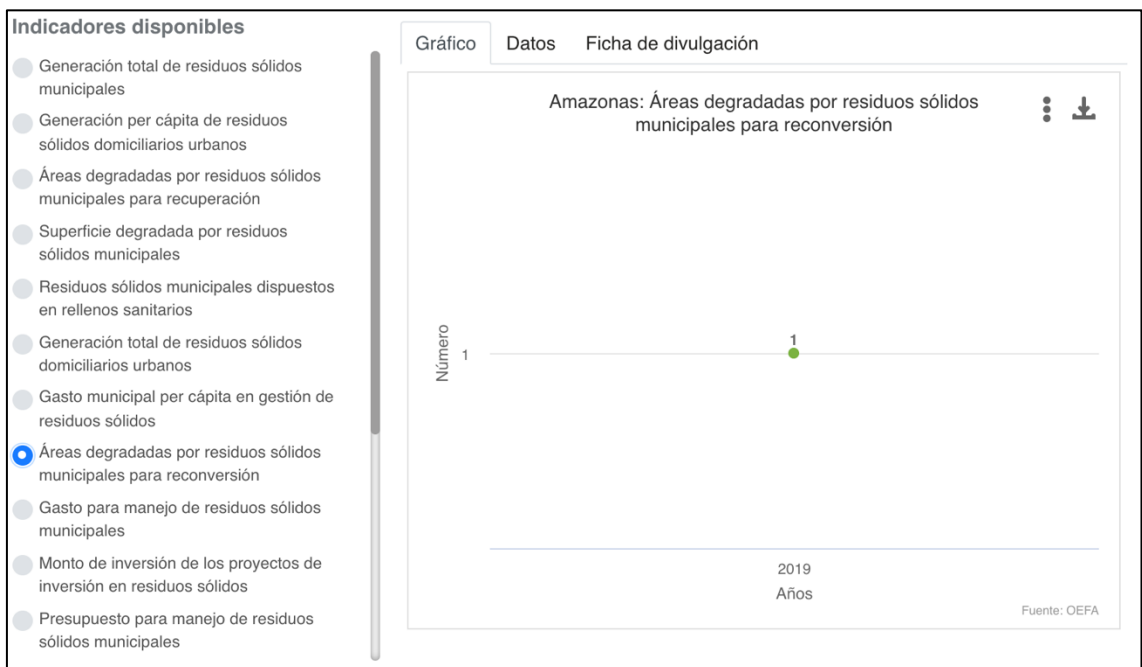 Indicadores disponibles
Generación total de residuos sólidos
municipales
Generación per cápita de residuos
sólidos domiciliarios urbanos
Áreas degradadas por residuos sólidos
municipales para recuperación
Superficie degradada por residuos
sólidos municipales
Residuos sólidos municipales dispuestos
en rellenos sanitarios
Generación total de residuos sólidos
domiciliarios urbanos
Gasto municipal per cápita en gestión de
residuos sólidos
Áreas degradadas por residuos sólidos
municipales para reconversión
Gasto para manejo de residuos sólidos
municipales
Monto de inversión de los proyectos de
inversión en residuos sólidos
Presupuesto para manejo de residuos
sólidos municipales
Gráfico Datos Ficha de divulgación
Amazonas: Áreas degradadas por residuos sólidos
municipales para reconversión
Número
1
1
2019
Años
Fuente: OEFA